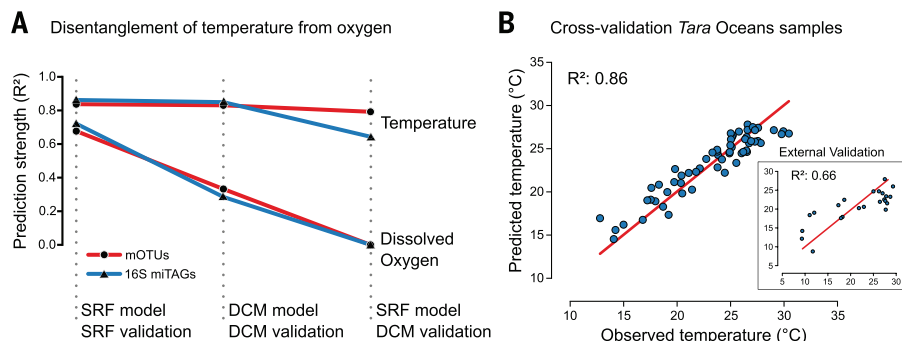 A
Disentanglement of temperature from oxygen
Prediction strength (R²)
1.0
0.8
0.6
0.4
0.2
0.0
Temperature
Dissolved
Oxygen
mOTUs
16S miTAGs
SRF model
SRF validation
DCM model
DCM validation
SRF model
DCM validation
B
Cross-validation Tara Oceans samples
Predicted temperature (°C)
35
30
25
20
15
10
R²: 0.86
External Validation
R²: 0.66
30
25
20
15
10
5
5 10 15 20 25 30
10 15 20 25 30 35
Observed temperature (°C)